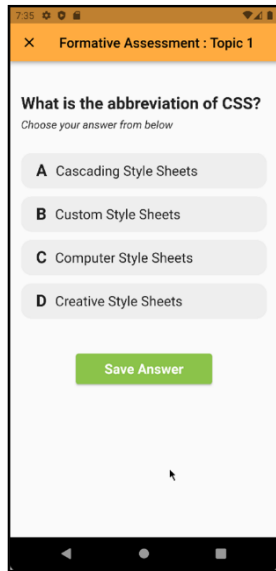 7:35
Formative Assessment : Topic 1
What is the abbreviation of CSS?
Choose your answer from below
A Cascading Style Sheets
B Custom Style Sheets
C Computer Style Sheets
D Creative Style Sheets
Save Answer